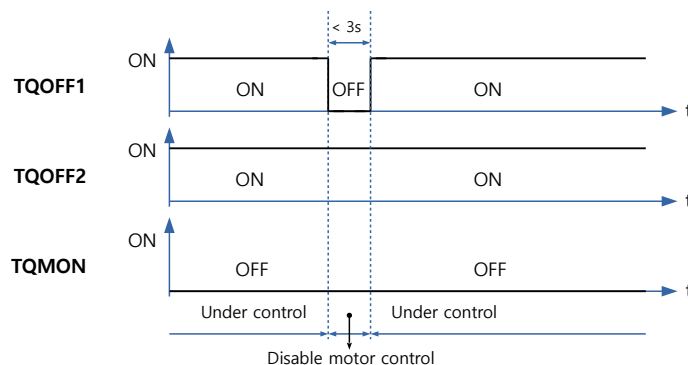 < 3s
ON
TQOFF1
ON OFF ON
t
ON
TQOFF2
ON ON
t
ON
TQMON
OFF OFF
t
Under control Under control
Disable motor control